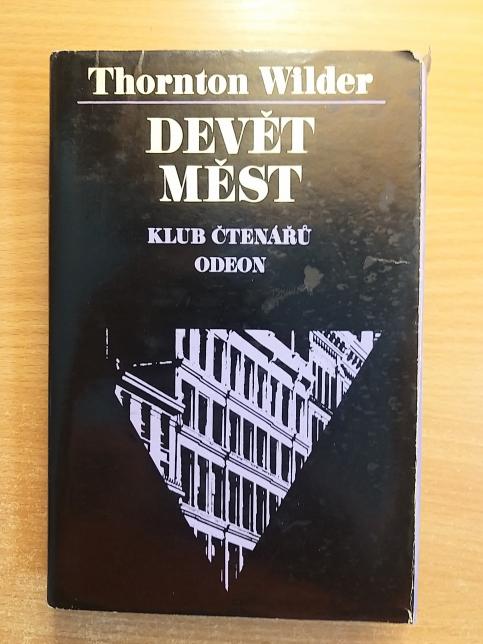 Thornton Wilder
DEVĚT
MĚST
KLUB ČTENÁŘŮ
ODEON